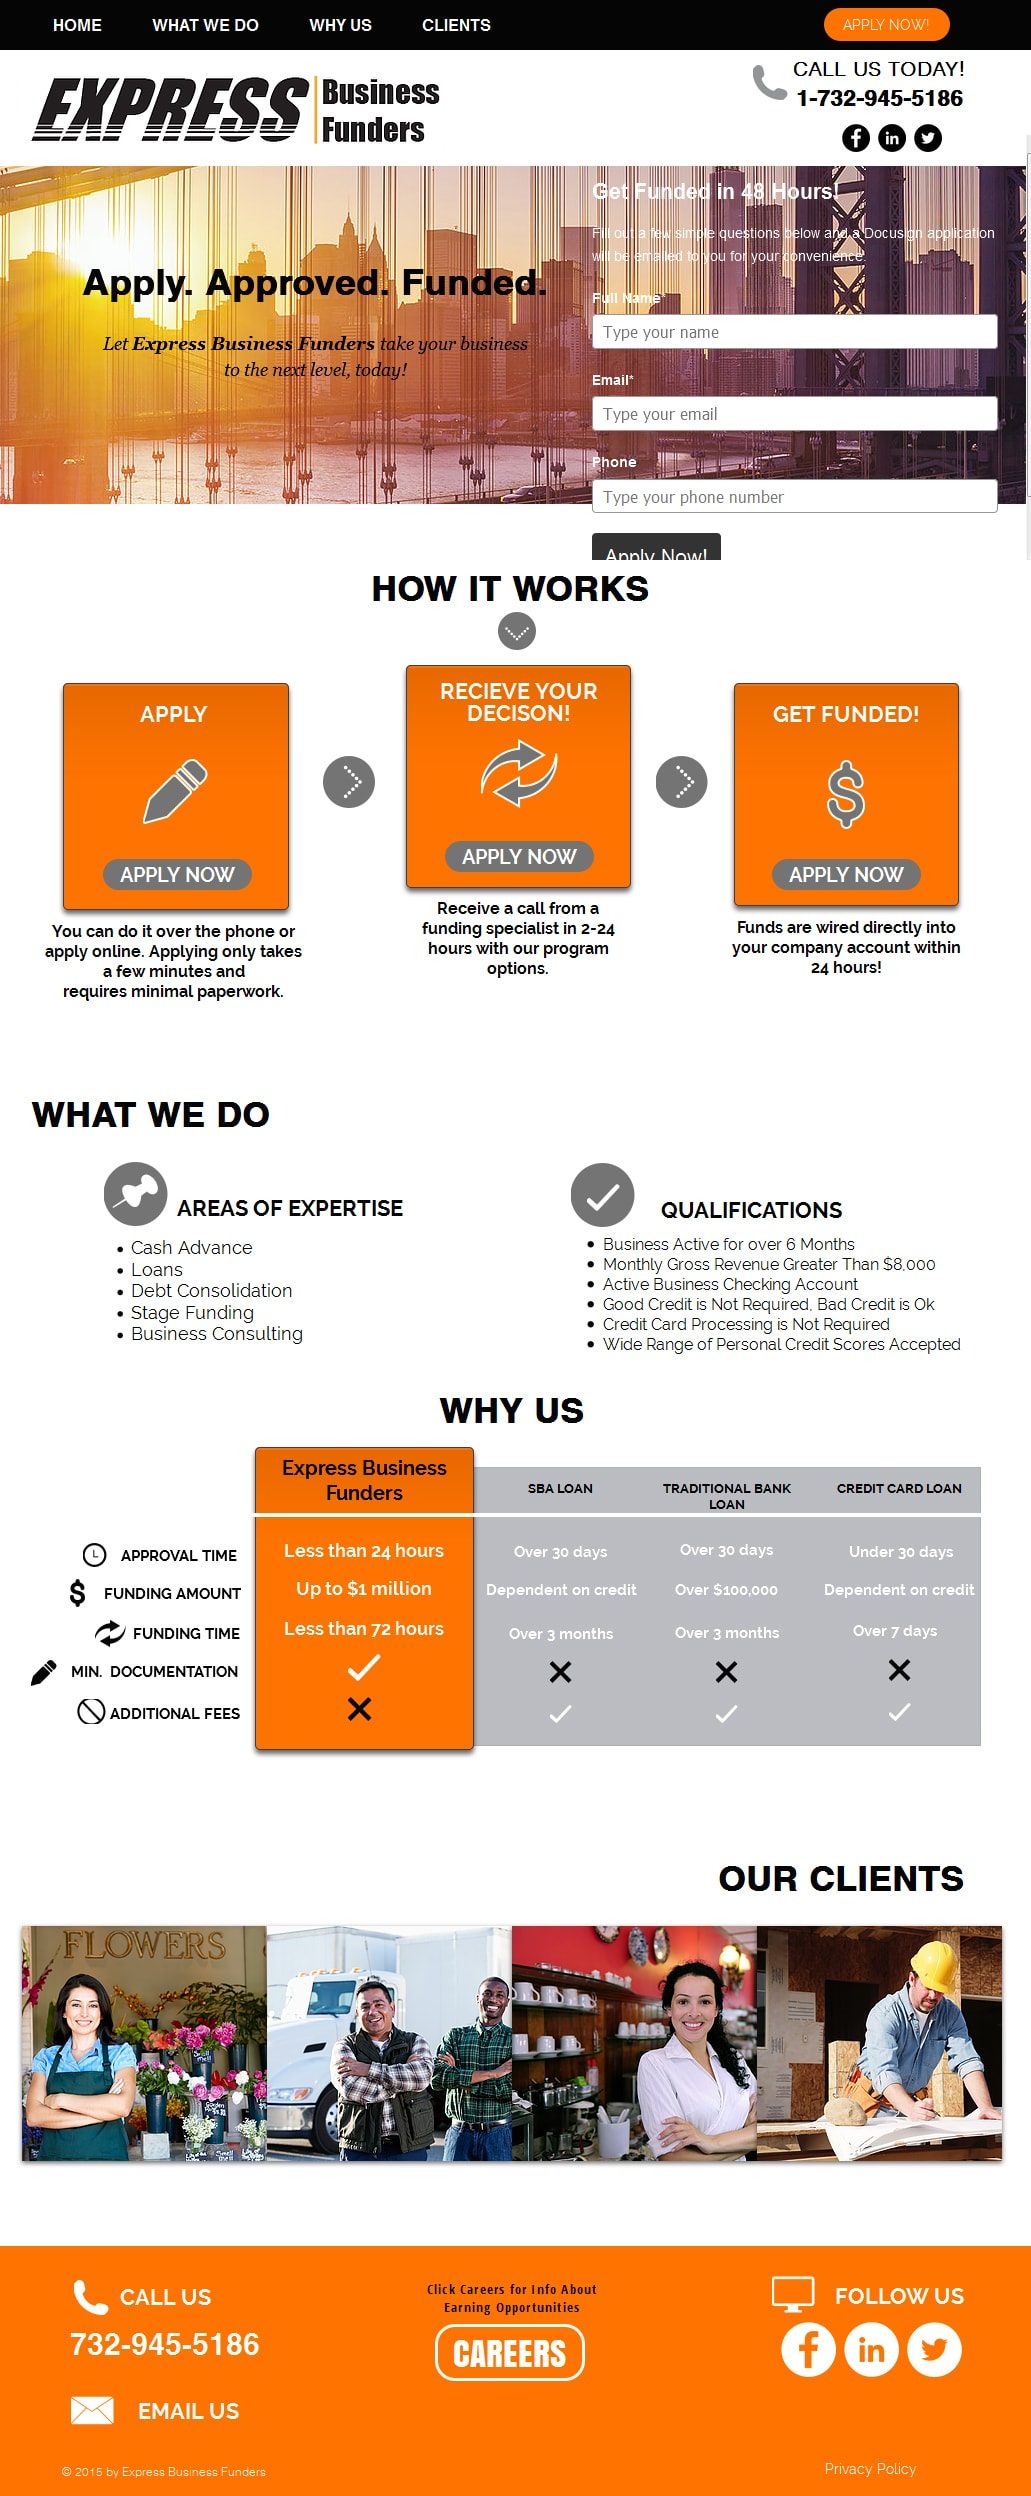 HOME WHAT WE DO WHY US CLIENTS APPLY NOW!
EXPRESS Business
Funders
CALL US TODAY!
1-732-945-5186
Apply. Approved. Funded.
Let Express Business Funders take your business
to the next level, today!
Get Funded in 48 Hours!
Fill out a few simple questions below and a Docusign application
will be emailed to you for your convenience.
Full Name*
Type your name
Email*
Type your email
Phone
Type your phone number
Apply Now!
HOW IT WORKS
APPLY
APPLY NOW
You can do it over the phone or
apply online. Applying only takes
a few minutes and
requires minimal paperwork.
RECIEVE YOUR
DECISON!
APPLY NOW
Receive a call from a
funding specialist in 2-24
hours with our program
options.
GET FUNDED!
APPLY NOW
Funds are wired directly into
your company account within
24 hours!
WHAT WE DO
AREAS OF EXPERTISE
• Cash Advance
• Loans
• Debt Consolidation
• Stage Funding
• Business Consulting
QUALIFICATIONS
• Business Active for over 6 Months
• Monthly Gross Revenue Greater Than $8,000
• Active Business Checking Account
• Good Credit is Not Required, Bad Credit is Ok
• Credit Card Processing is Not Required
• Wide Range of Personal Credit Scores Accepted
WHY US
Express Business
Funders
SBA LOAN
TRADITIONAL BANK
LOAN
CREDIT CARD LOAN
APPROVAL TIME Less than 24 hours Over 30 days Over 30 days Under 30 days
FUNDING AMOUNT Up to $1 million Dependent on credit Over $100,000 Dependent on credit
FUNDING TIME Less than 72 hours Over 3 months Over 3 months Over 7 days
MIN. DOCUMENTATION
ADDITIONAL FEES
OUR CLIENTS
FLOWERS
CALL US
732-945-5186
EMAIL US
Click Careers for Info About
Earning Opportunities
CAREERS
FOLLOW US
© 2015 by Express Business Funders
Privacy Policy